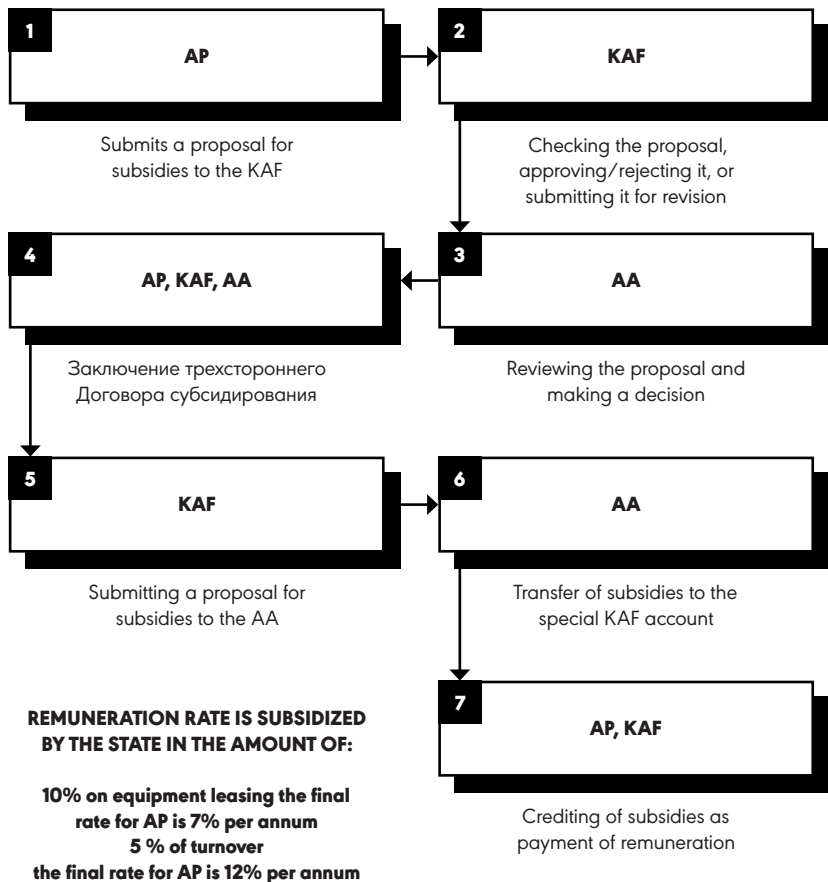 1
AP
Submits a proposal for
subsidies to the KAF
2
KAF
Checking the proposal,
approving/rejecting it, or
submitting it for revision
3
AA
Reviewing the proposal and
making a decision
4
AP, KAF, AA
Заключение трехстороннего
Договора субсидирования
5
KAF
Submitting a proposal for
subsidies to the AA
6
AA
Transfer of subsidies to the
special KAF account
7
AP, KAF
Crediting of subsidies as
payment of remuneration
REMUNERATION RATE IS SUBSIDIZED
BY THE STATE IN THE AMOUNT OF:
10% on equipment leasing the final
rate for AP is 7% per annum
5 % of turnover
the final rate for AP is 12% per annum